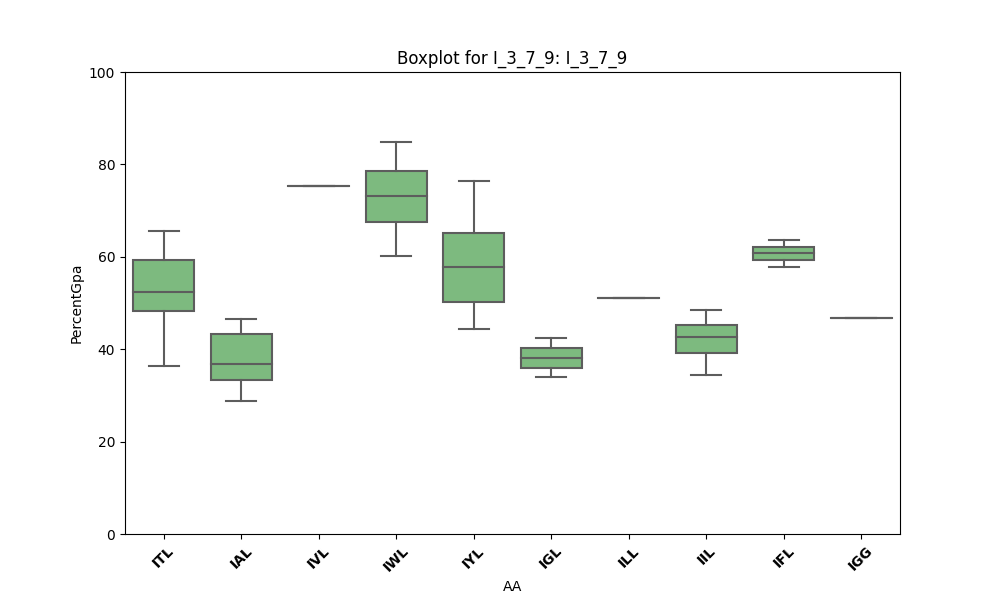 Boxplot for I_3_7_9: I_3_7_9
100
80
60
40
20
0
PercentGpa
ITL
IAL
IVL
IWL
IYL
IGL
ILL
IIL
IFL
IGG
AA